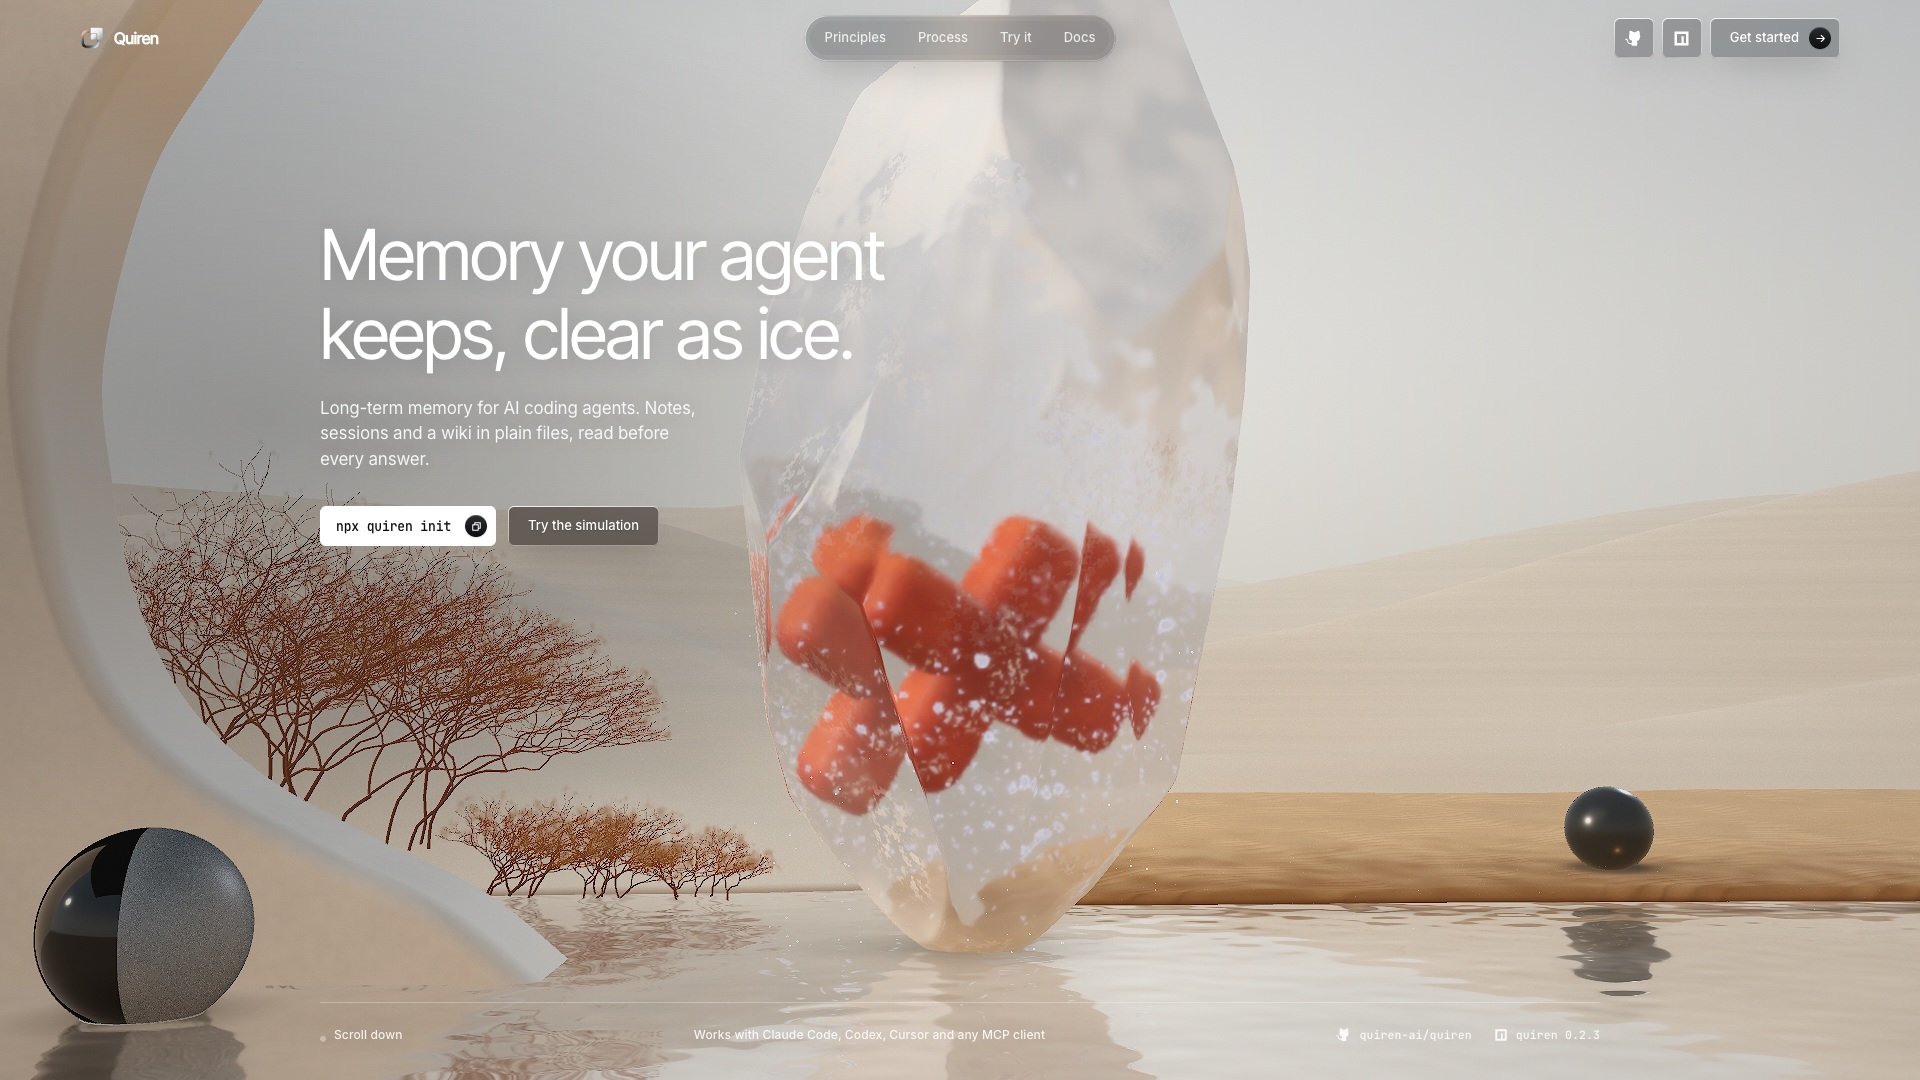 Quiren
Principles
Process
Try it
Docs
Get started
Memory your agent
keeps, clear as ice.
Long-term memory for AI coding agents. Notes,
sessions and a wiki in plain files, read before
every answer.
npx quiren init
Try the simulation
Scroll down
Works with Claude Code, Codex, Cursor and any MCP client
quiren-ai/quiren
quiren 0.2.3